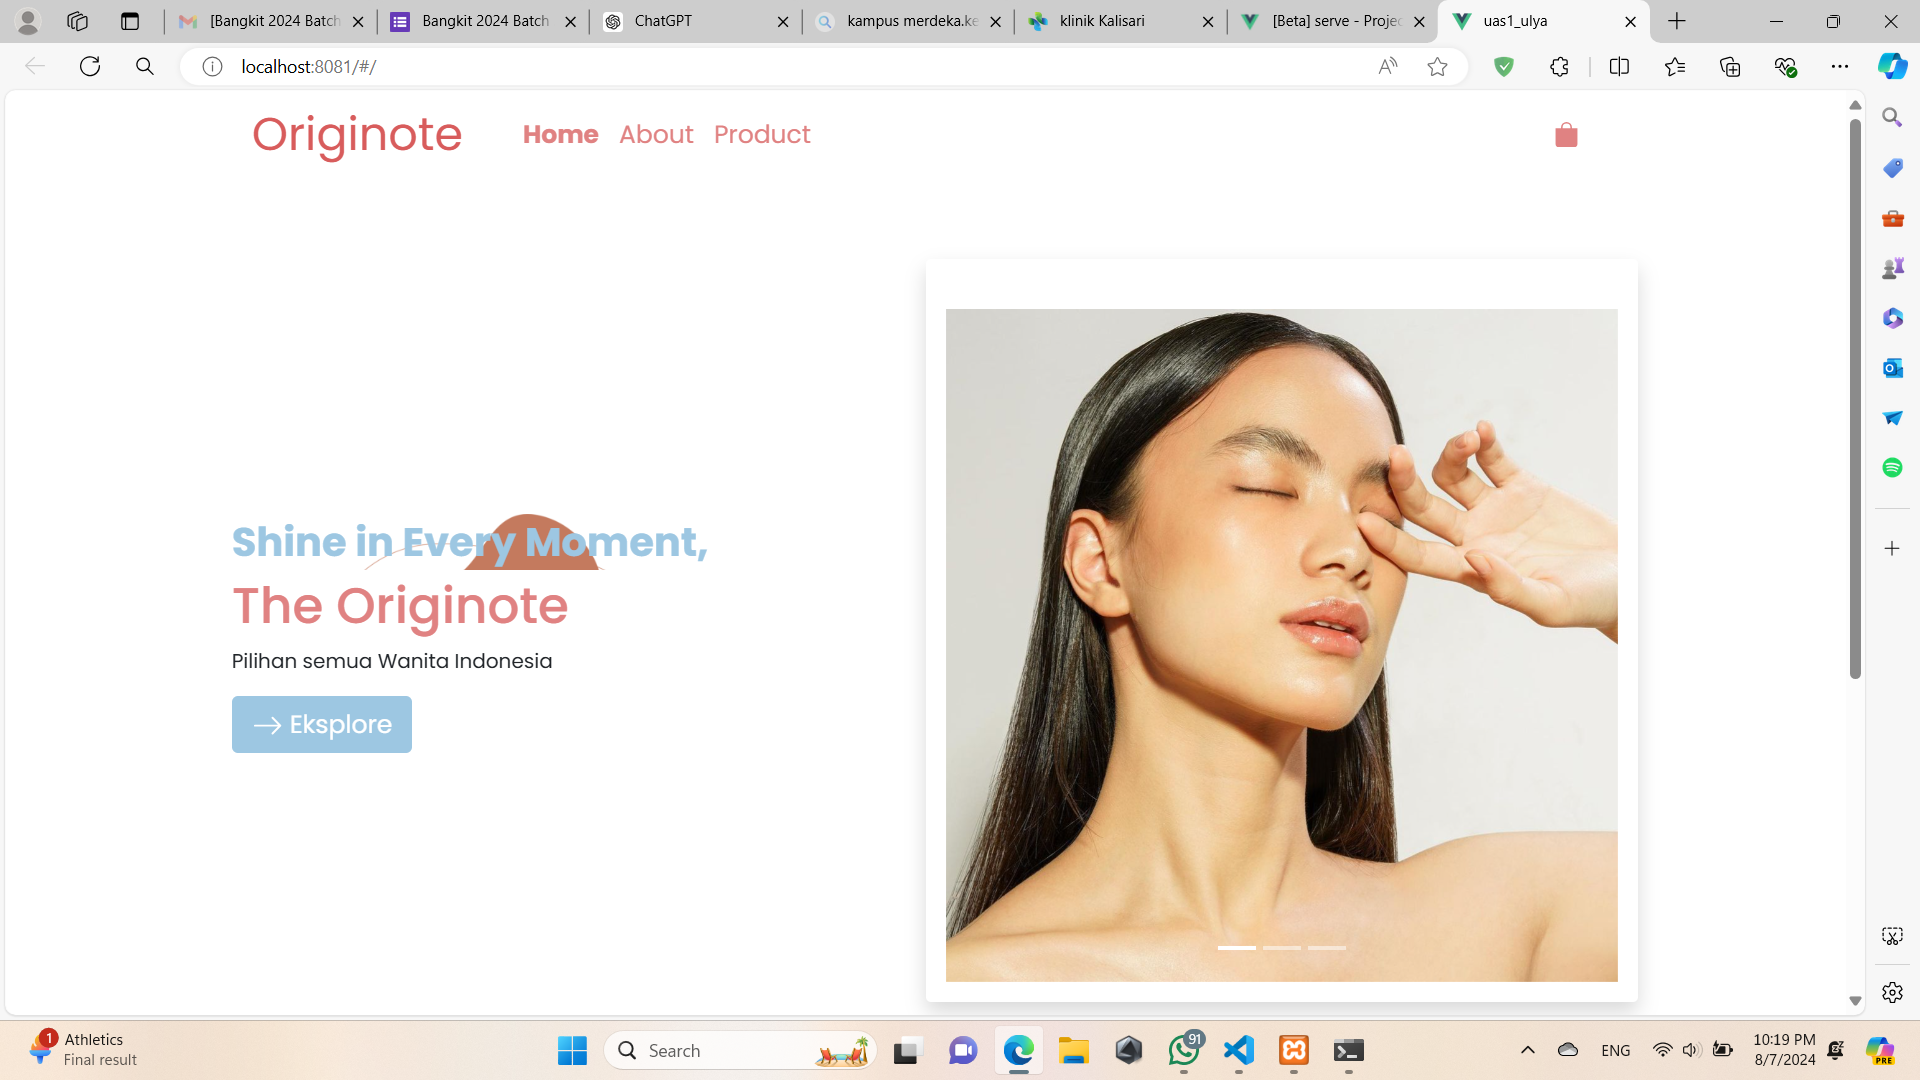 [Bangkit 2024 Batch
Bangkit 2024 Batch
ChatGPT
kampus merdeka.ke
klinik Kalisari
[Beta] serve - Projec
uas1_ulya
localhost:8081/#/
Originote
Home
About
Product
Shine in Every Moment,
The Originote
Pilihan semua Wanita Indonesia
Eksplore
1
Athletics
Final result
Search
91
ENG
10:19 PM
8/7/2024
PRE